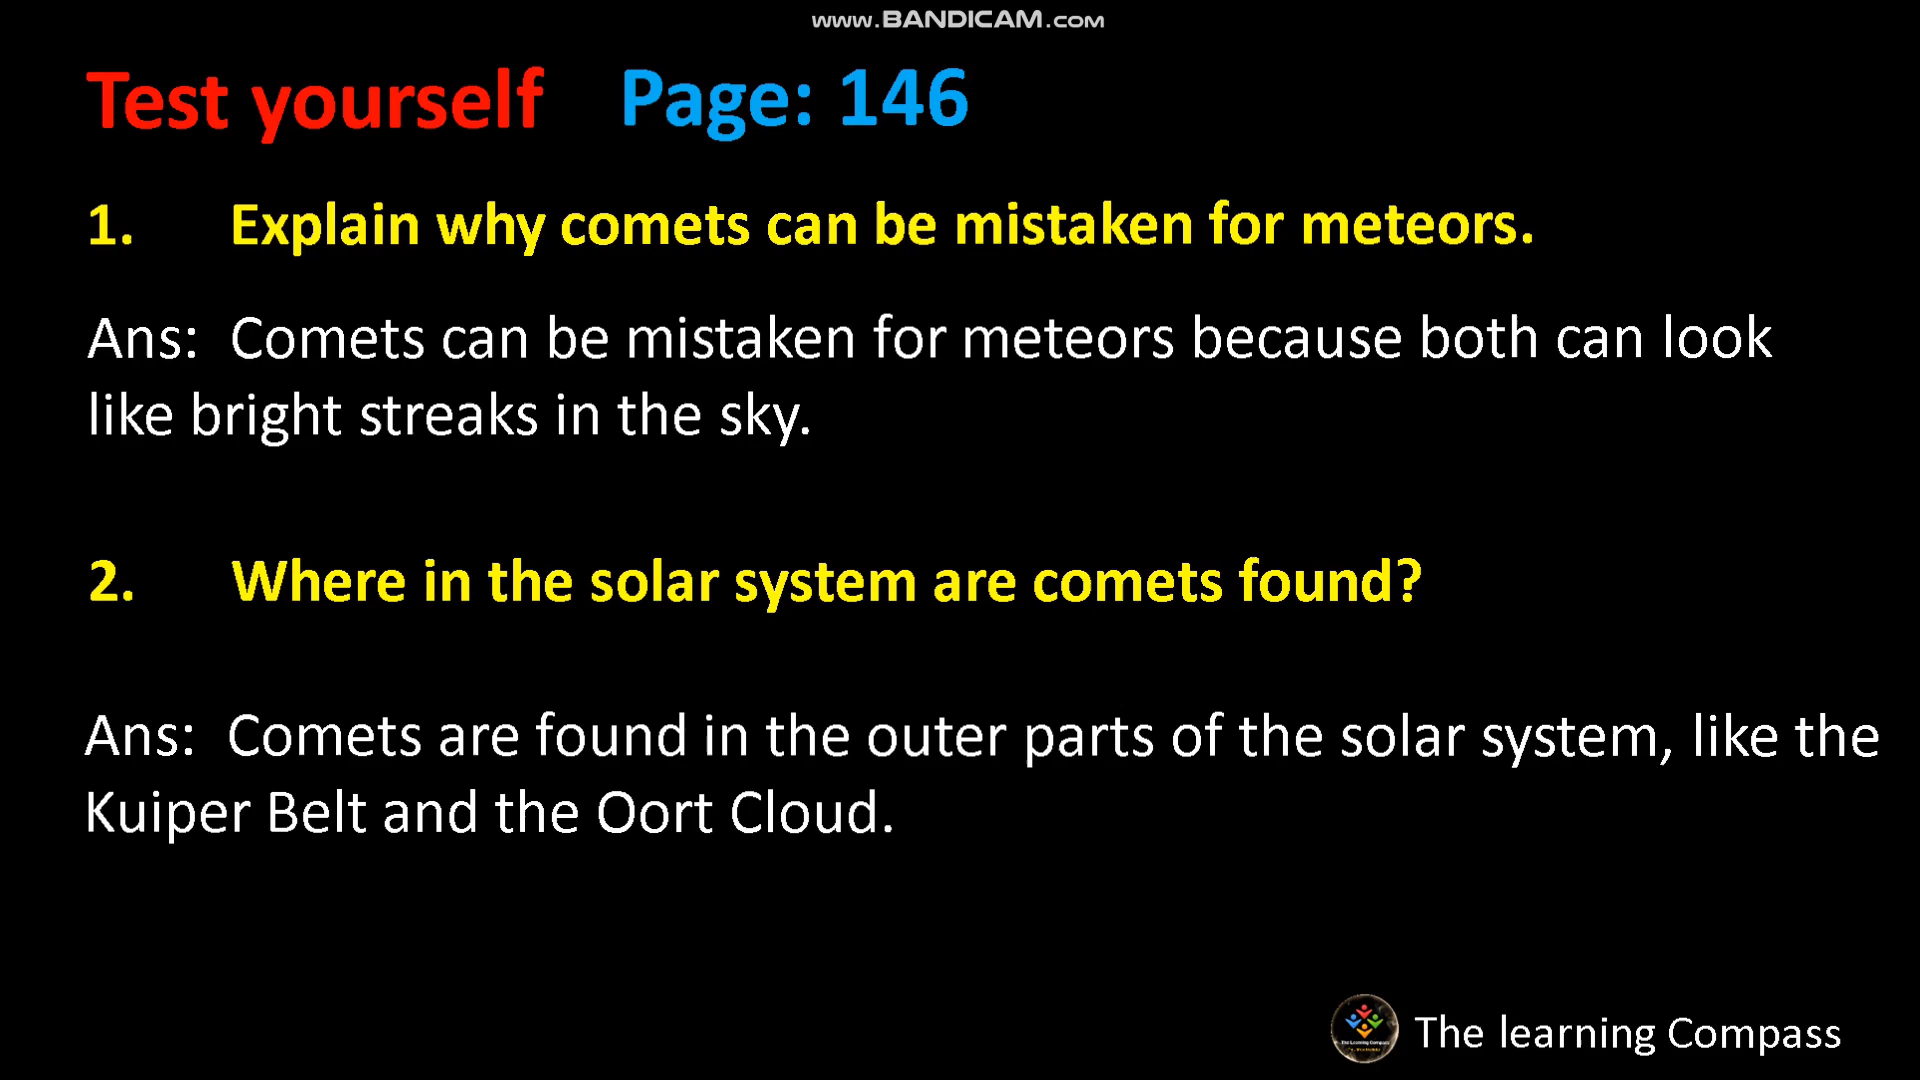 www.BANDICAM.com
Test yourself Page: 146
1. Explain why comets can be mistaken for meteors.
Ans: Comets can be mistaken for meteors because both can look
like bright streaks in the sky.
2. Where in the solar system are comets found?
Ans: Comets are found in the outer parts of the solar system, like the
Kuiper Belt and the Oort Cloud.
The learning Compass